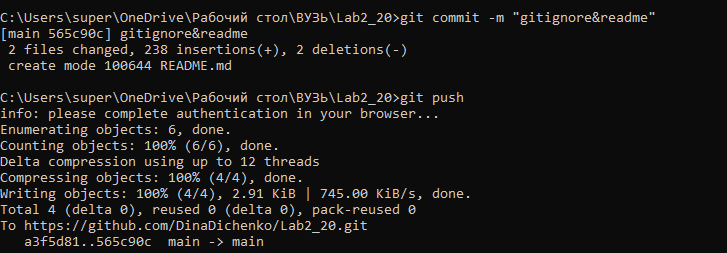 C:\Users\super\OneDrive\Рабочий стол\ВУЗЬ\Lab2_20>git commit -m "gitignore&readme"
[main 565c90c] gitignore&readme
 2 files changed, 238 insertions(+), 2 deletions(-)
 create mode 100644 README.md
C:\Users\super\OneDrive\Рабочий стол\ВУЗЬ\Lab2_20>git push
info: please complete authentication in your browser...
Enumerating objects: 6, done.
Counting objects: 100% (6/6), done.
Delta compression using up to 12 threads
Compressing objects: 100% (4/4), done.
Writing objects: 100% (4/4), 2.91 KiB | 745.00 KiB/s, done.
Total 4 (delta 0), reused 0 (delta 0), pack-reused 0
To https://github.com/DinaDichenko/Lab2_20.git
   a3f5d81..565c90c  main -> main